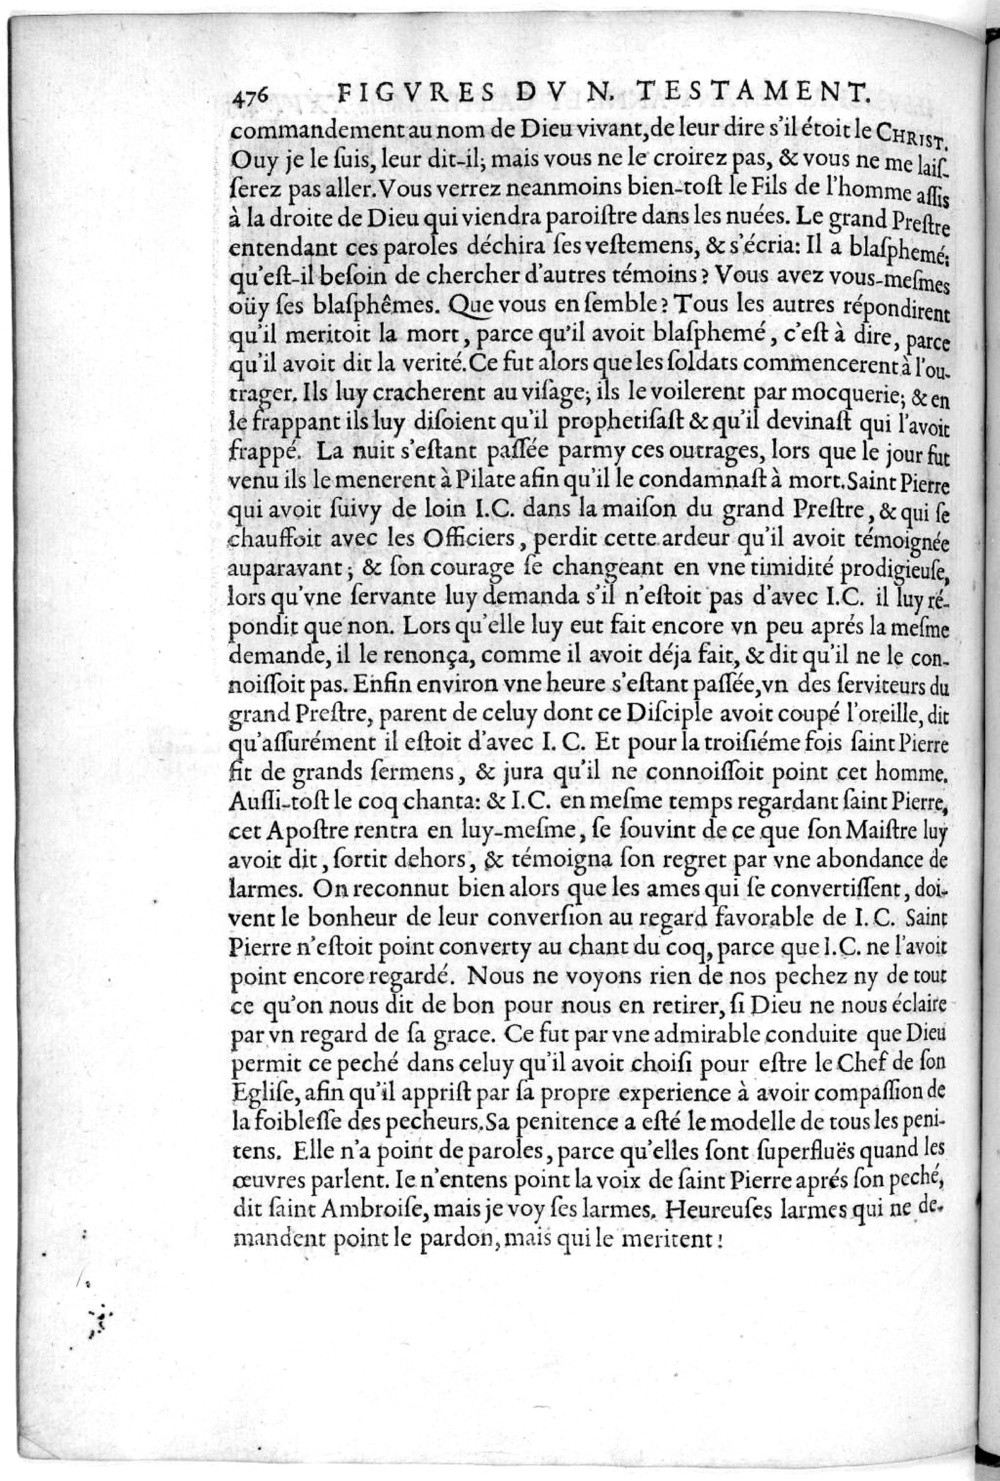 476 FIGVRES DV N. TESTAMENT.
commandement au nom de Dieu vivant, de leur dire s'il étoit le CHRIST.
Ouy je le ſuis, leur dit-il; mais vous ne le croirez pas, & vous ne me laiſ-
ſerez pas aller. Vous verrez neanmoins bien-toſt le Fils de l'homme aſſis
à la droite de Dieu qui viendra paroiſtre dans les nuées. Le grand Preſtre
entendant ces paroles déchira ſes veſtemens, & s'écria: Il a blaſphemé;
qu'eſt-il beſoin de chercher d'autres témoins? Vous avez vous-meſmes
oüy ſes blaſphêmes. Que vous en ſemble? Tous les autres répondirent
qu'il meritoit la mort, parce qu'il avoit blaſphemé, c'eſt à dire, parce
qu'il avoit dit la verité. Ce fut alors que les ſoldats commencerent à l'ou-
trager. Ils luy cracherent au viſage; ils le voilerent par mocquerie; & en
le frappant ils luy diſoient qu'il prophetiſaſt & qu'il devinaſt qui l'avoit
frappé. La nuit s'eſtant paſſée parmy ces outrages, lors que le jour fut
venu ils le menerent à Pilate afin qu'il le condamnaſt à mort. Saint Pierre
qui avoit ſuivy de loin I.C. dans la maiſon du grand Preſtre, & qui ſe
chauffoit avec les Officiers, perdit cette ardeur qu'il avoit témoignée
auparavant; & ſon courage ſe changeant en vne timidité prodigieuſe,
lors qu'vne ſervante luy demanda s'il n'eſtoit pas d'avec I.C. il luy ré-
pondit que non. Lors qu'elle luy eut fait encore vn peu aprés la meſme
demande, il le renonça, comme il avoit déja fait, & dit qu'il ne le con-
noiſſoit pas. Enfin environ vne heure s'eſtant paſſée, vn des ſerviteurs du
grand Preſtre, parent de celuy dont ce Diſciple avoit coupé l'oreille, dit
qu'aſſurément il eſtoit d'avec I. C. Et pour la troiſiéme fois ſaint Pierre
fit de grands ſermens, & jura qu'il ne connoiſſoit point cet homme.
Auſſi-toſt le coq chanta: & I.C. en meſme temps regardant ſaint Pierre,
cet Apoſtre rentra en luy-meſme, ſe ſouvint de ce que ſon Maiſtre luy
avoit dit, ſortit dehors, & témoigna ſon regret par vne abondance de
larmes. On reconnut bien alors que les ames qui ſe convertiſſent, doi-
vent le bonheur de leur converſion au regard favorable de I. C. Saint
Pierre n'eſtoit point converty au chant du coq, parce que I.C. ne l'avoit
point encore regardé. Nous ne voyons rien de nos pechez ny de tout
ce qu'on nous dit de bon pour nous en retirer, ſi Dieu ne nous éclaire
par vn regard de ſa grace. Ce fut par vne admirable conduite que Dieu
permit ce peché dans celuy qu'il avoit choiſi pour eſtre le Chef de ſon
Egliſe, afin qu'il appriſt par ſa propre experience à avoir compaſſion de
la foibleſſe des pecheurs. Sa penitence a eſté le modelle de tous les peni-
tens. Elle n'a point de paroles, parce qu'elles ſont ſuperfluës quand les
œuvres parlent. Ie n'entens point la voix de ſaint Pierre aprés ſon peché,
dit ſaint Ambroiſe, mais je voy ſes larmes. Heureuſes larmes qui ne de-
mandent point le pardon, mais qui le meritent!